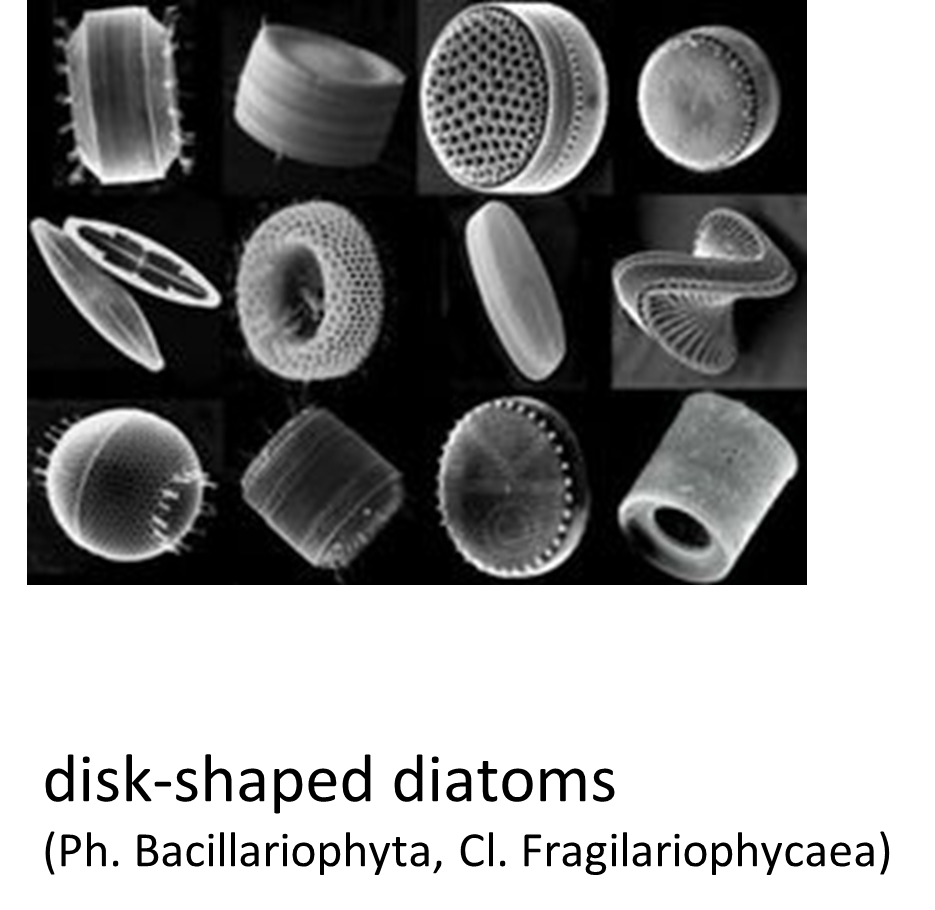 disk-shaped diatoms
(Ph. Bacillariophyta, Cl. Fragilariophycaea)